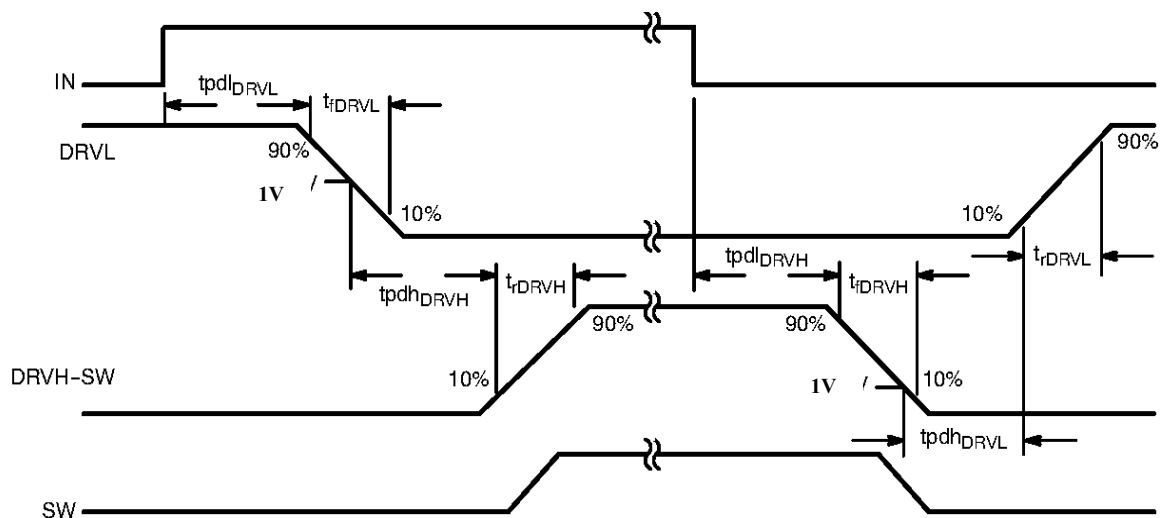 IN
tpdlDRVL
tfDRVL
DRVL
90%
90%
1V
10%
10%
tpdlDRVH
trDRVL
tpdhDRVH
trDRVH
tfDRVH
90%
90%
DRVH-SW
10%
1V
10%
tpdhDRVL
SW